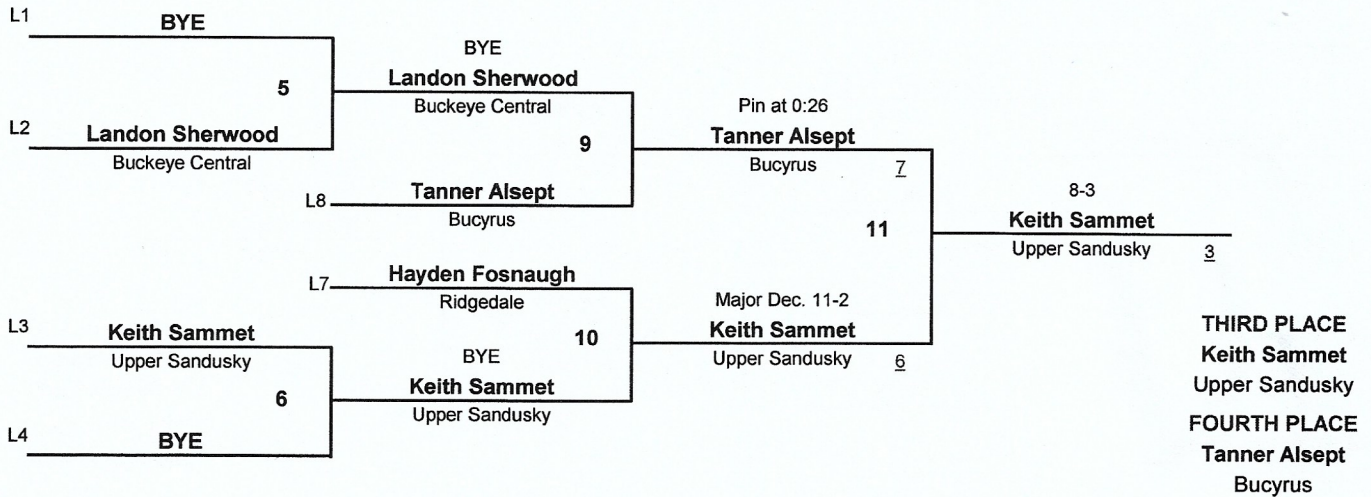 L1
BYE
5
L2
Landon Sherwood
Buckeye Central
BYE
Landon Sherwood
Buckeye Central
9
L8
Tanner Alsept
Bucyrus
Pin at 0:26
Tanner Alsept
Bucyrus 7
11
L7
Hayden Fosnaugh
Ridgedale
10
L3
Keith Sammet
Upper Sandusky
6
L4
BYE
BYE
Keith Sammet
Upper Sandusky
Major Dec. 11-2
Keith Sammet
Upper Sandusky 6
8-3
Keith Sammet
Upper Sandusky 3
THIRD PLACE
Keith Sammet
Upper Sandusky
FOURTH PLACE
Tanner Alsept
Bucyrus